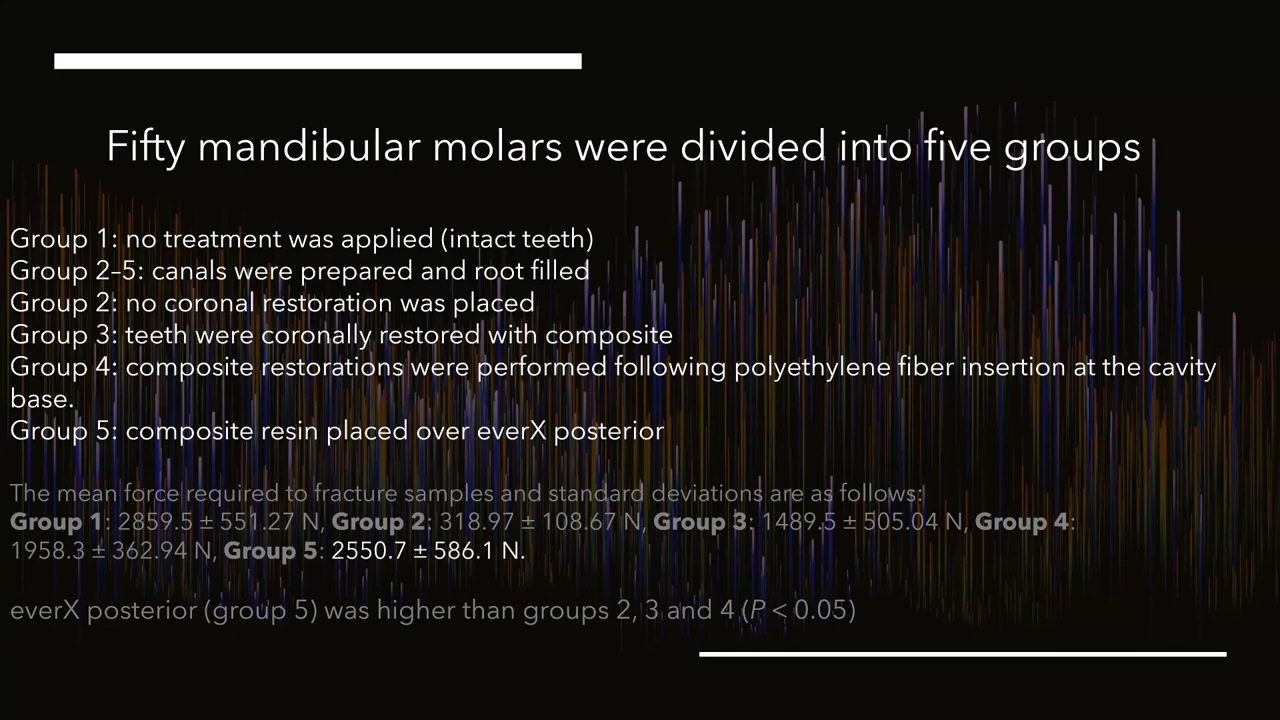 Fifty mandibular molars were divided into five groups
Group 1: no treatment was applied (intact teeth)
Group 2–5: canals were prepared and root filled
Group 2: no coronal restoration was placed
Group 3: teeth were coronally restored with composite
Group 4: composite restorations were performed following polyethylene fiber insertion at the cavity
base.
Group 5: composite resin placed over everX posterior
The mean force required to fracture samples and standard deviations are as follows:
Group 1: 2859.5 ± 551.27 N, Group 2: 318.97 ± 108.67 N, Group 3: 1489.5 ± 505.04 N, Group 4:
1958.3 ± 362.94 N, Group 5: 2550.7 ± 586.1 N.
everX posterior (group 5) was higher than groups 2, 3 and 4 (P < 0.05)